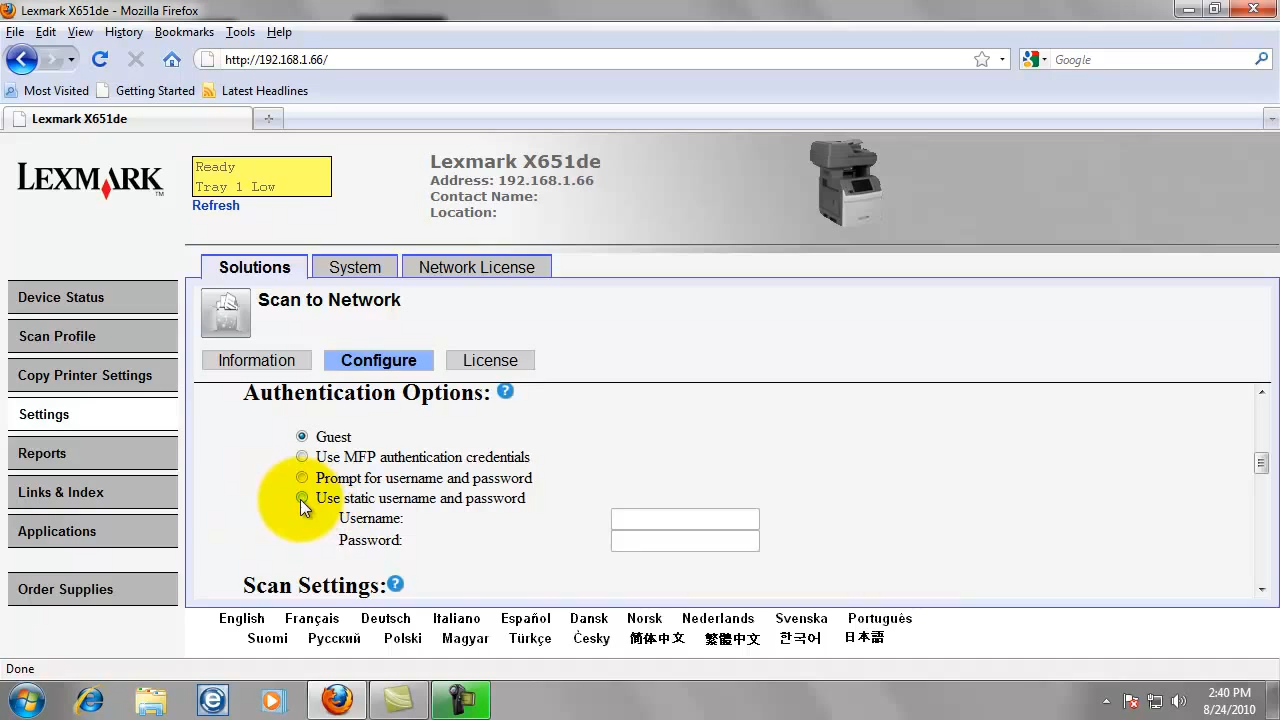 Lexmark X651de - Mozilla Firefox
File Edit View History Bookmarks Tools Help
http://192.168.1.66/ Google
Most Visited Getting Started Latest Headlines
Lexmark X651de
LEXMARK™
Ready
Tray 1 Low
Refresh
Lexmark X651de
Address: 192.168.1.66
Contact Name:
Location:
Solutions System Network License
Device Status
Scan Profile
Copy Printer Settings
Settings
Reports
Links & Index
Applications
Order Supplies
Scan to Network
Information Configure License
Authentication Options: ?
Guest
Use MFP authentication credentials
Prompt for username and password
Use static username and password
Username:
Password:
Scan Settings: ?
English Français Deutsch Italiano Español Dansk Norsk Nederlands Svenska Português
Suomi Русский Polski Magyar Türkçe Česky 简体中文 繁體中文 한국어 日本語
Done
2:40 PM
8/24/2010